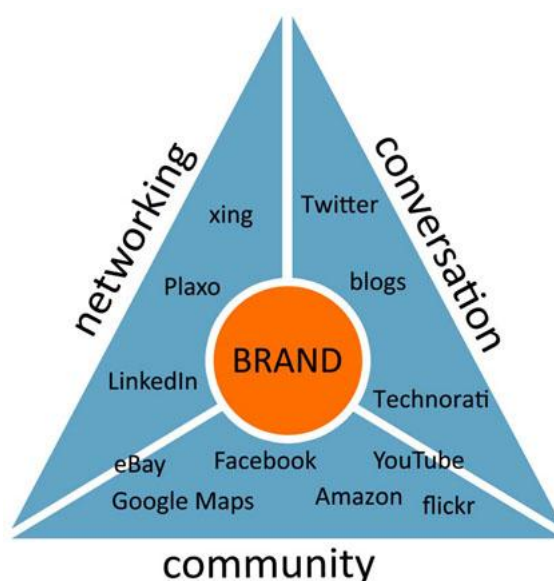 networking
conversation
xing
Twitter
Plaxo
blogs
BRAND
LinkedIn
Technorati
eBay
Facebook
YouTube
Google Maps
Amazon
flickr
community